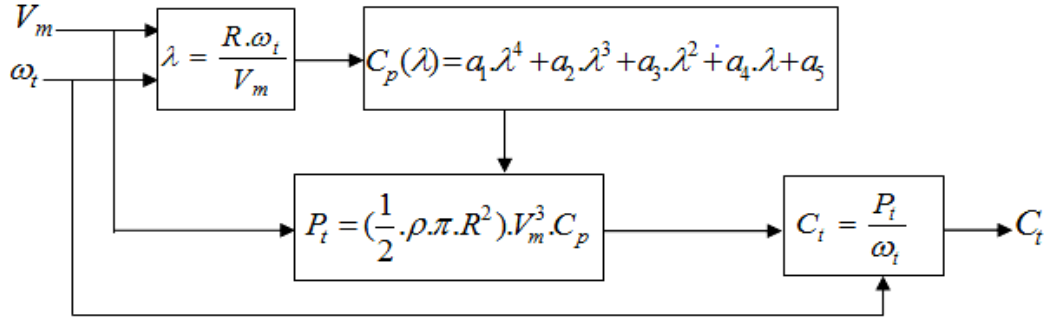 V_m
ω_t
λ = R.ω_t / V_m
C_p(λ) = a_1.λ^4 + a_2.λ^3 + a_3.λ^2 + a_4.λ + a_5
P_t = (1/2 .ρ.π.R^2).V_m^3.C_p
C_t = P_t / ω_t
C_t